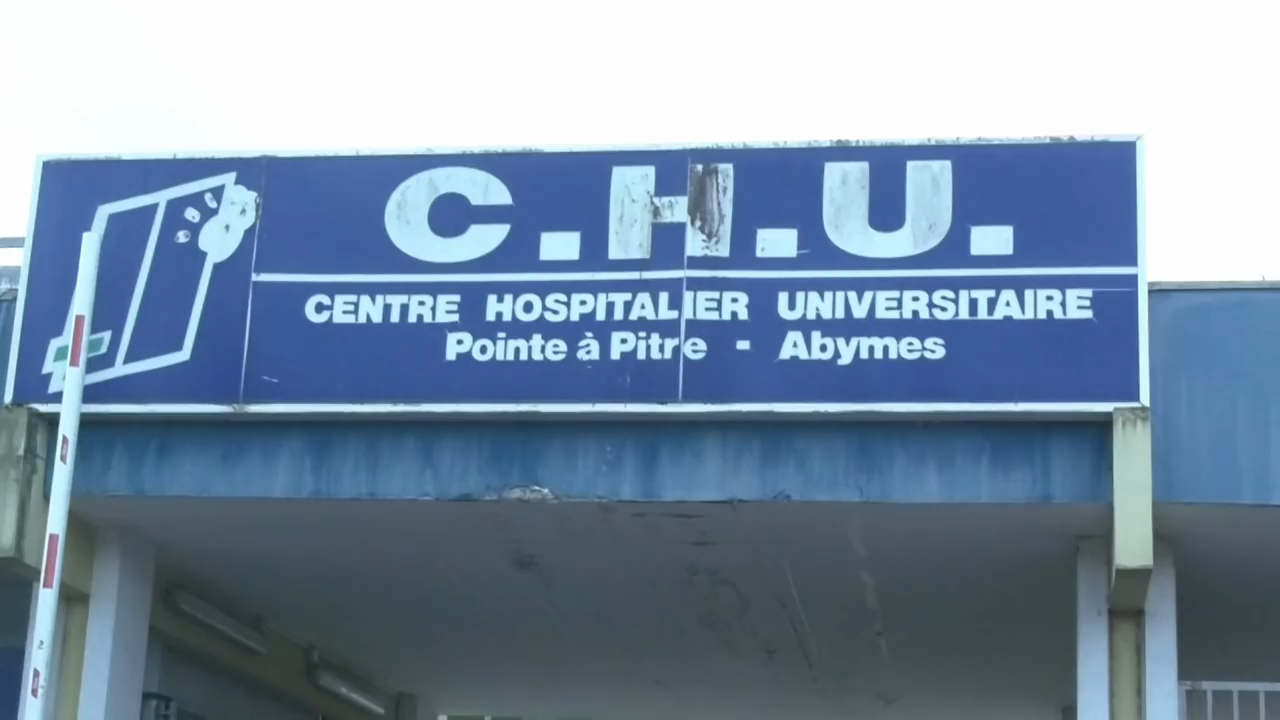 C.H.U.
CENTRE HOSPITALIER UNIVERSITAIRE
Pointe à Pitre - Abymes